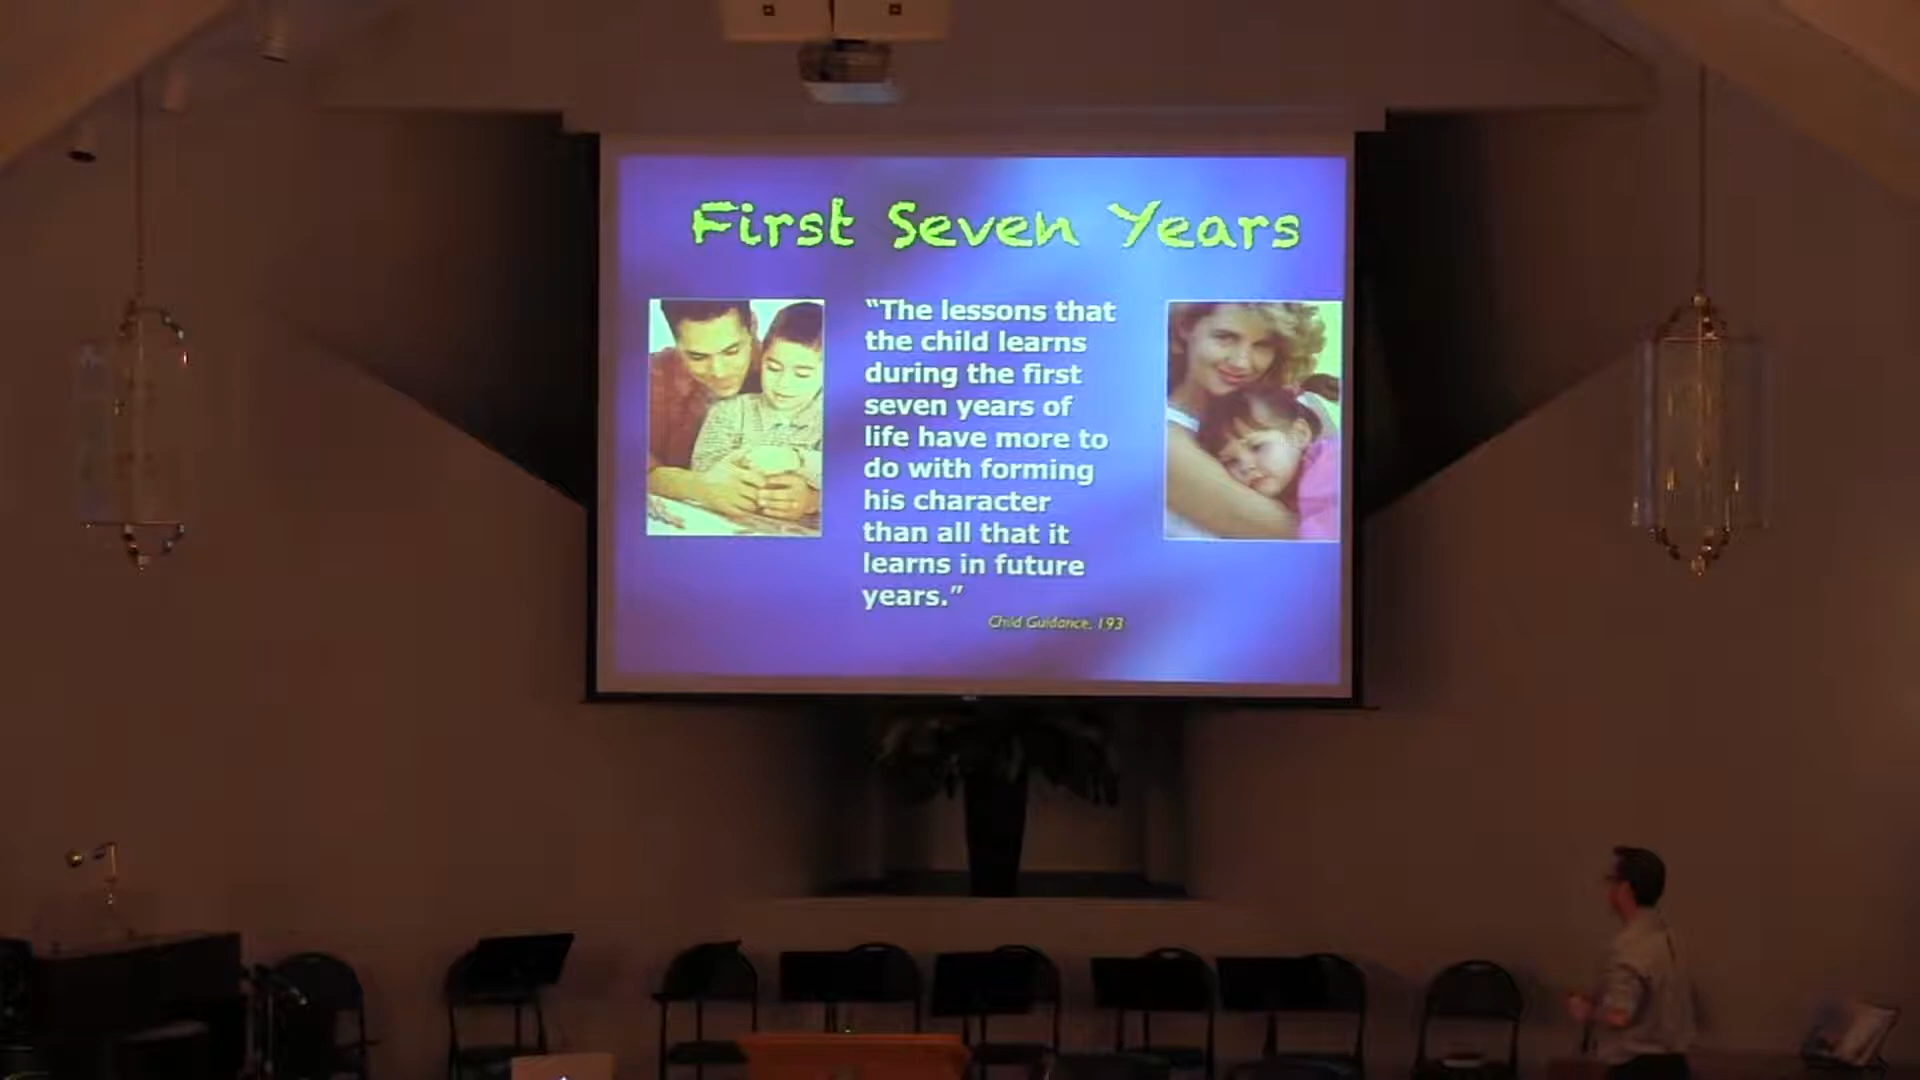 First Seven Years
“The lessons that
the child learns
during the first
seven years of
life have more to
do with forming
his character
than all that it
learns in future
years.”
Child Guidance, 193